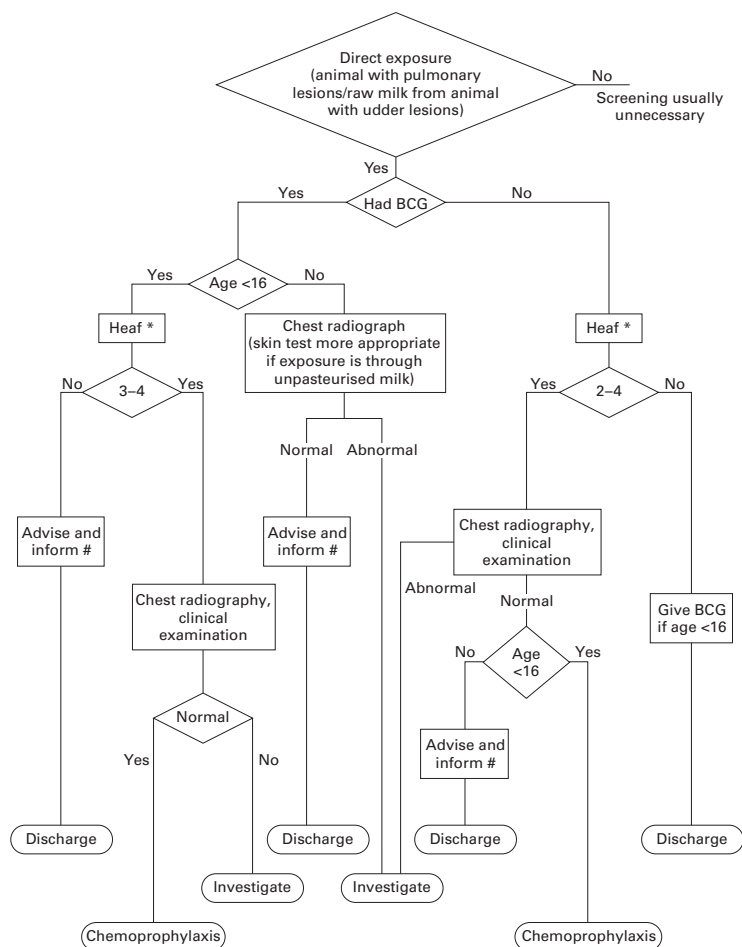 Direct exposure
(animal with pulmonary
lesions/raw milk from animal
with udder lesions)
No
Screening usually
unnecessary
Yes
Had BCG
Yes
No
Age <16
Yes
No
Heaf *
Chest radiograph
(skin test more appropriate
if exposure is through
unpasteurised milk)
Heaf *
No
3–4
Yes
Yes
2–4
No
Normal
Abnormal
Advise and
inform #
Advise and
inform #
Chest radiography,
clinical
examination
Abnormal
Normal
Chest radiography,
clinical
examination
Give BCG
if age <16
No
Age
<16
Yes
Normal
Yes
No
Advise and
inform #
Discharge
Discharge
Discharge
Discharge
Investigate
Investigate
Chemoprophylaxis
Chemoprophylaxis